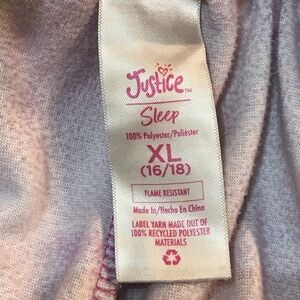 Justice™
Sleep
100% Polyester/Poliéster
XL
(16/18)
FLAME RESISTANT
Made In/Hecho En China
LABEL YARN MADE OUT OF
100% RECYCLED POLYESTER
MATERIALS